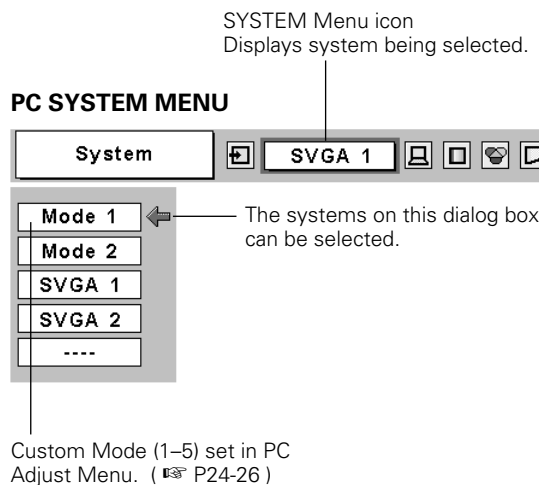 SYSTEM Menu icon
Displays system being selected.
PC SYSTEM MENU
System
SVGA 1
Mode 1
The systems on this dialog box
can be selected.
Mode 2
SVGA 1
SVGA 2
----
Custom Mode (1–5) set in PC
Adjust Menu. ( ☞ P24-26 )